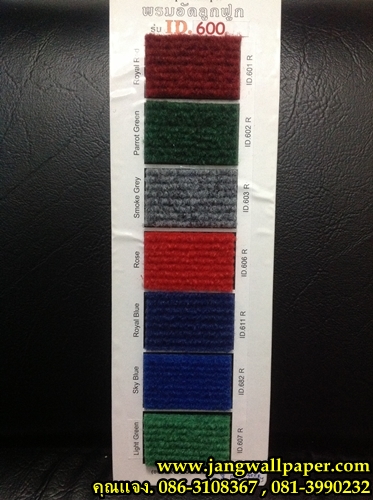 พรมอัดลูกฟูก
รุ่น ID.600
Royal Red ID.601 R
Parrot Green ID.602 R
Smoke Grey ID.603 R
Rose ID.606 R
Royal Blue ID.611 R
Sky Blue ID.682 R
Light Green ID.607 R
www.jangwallpaper.com
คุณแจง. 086-3108367, 081-3990232